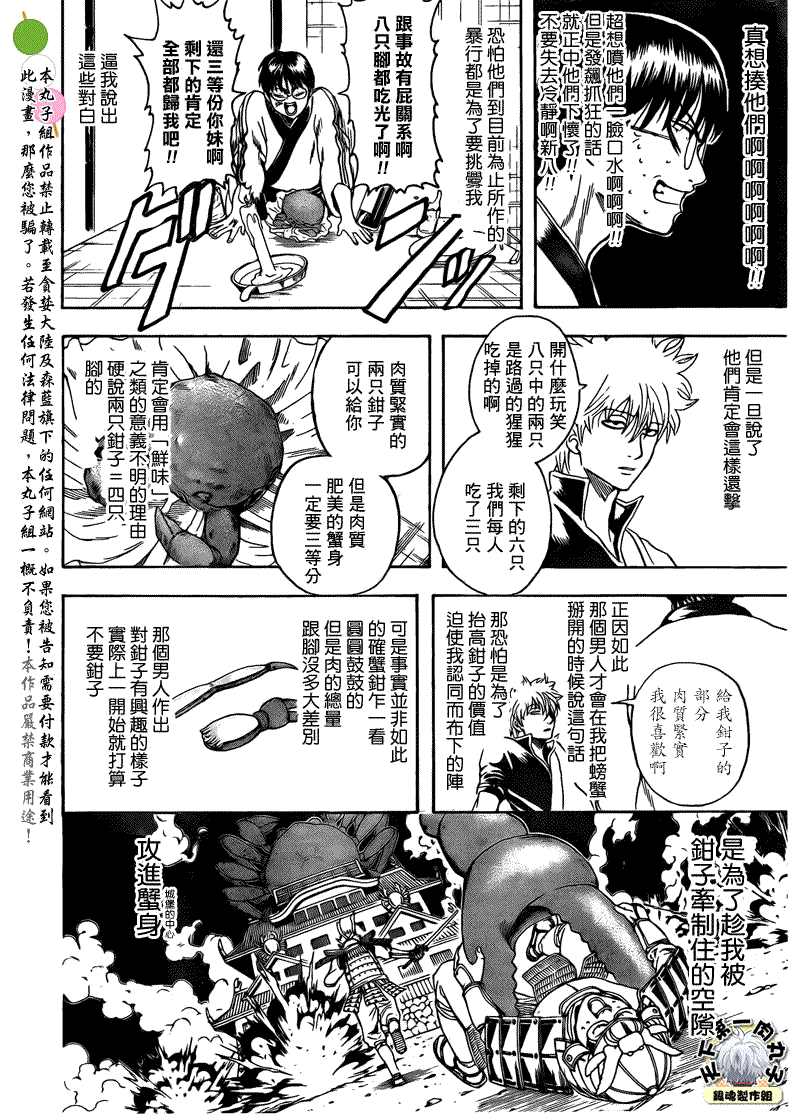 真想揍他們啊啊啊啊啊啊!!
超想噴他們一臉口水啊啊啊!!
但是發飆抓狂的話
就正中他們下懷了!!
不要失去冷靜啊新八!!
恐怕他們到目前為止所作的
暴行都是為了要挑釁我
跟事故有屁關系啊
八只腳都吃光了啊!!
還三等份你妹啊
剩下的肯定
全部都歸我吧!!
逼我說出
這些對白
但是一旦說了
他們肯定會這樣還擊
開什麼玩笑
八只中的兩只
是路過的猩猩
吃掉的啊
剩下的六只
我們每人
吃了三只
肉質緊實的
兩只鉗子
可以給你
但是肉質
肥美的蟹身
一定要三等分
肯定會用「鮮味」
之類的意義不明的理由
硬說兩只鉗子=四只
腳的
正因如此
那個男人才會在我把螃蟹
掰開的時候說這句話
給我鉗子的
部分
肉質緊實
我很喜歡啊
那恐怕是為了
抬高鉗子的價值
迫使我認同而布下的陣
可是事實並非如此
的確蟹鉗乍一看
圓圓鼓鼓的
但是肉的總量
跟腳沒多大差別
那個男人作出
對鉗子有興趣的樣子
實際上一開始就打算
不要鉗子
是為了趁我被
鉗子牽制住的空隙
攻進蟹身
城堡的中心
本丸子組作品禁止轉載至貪婪大陸及森藍旗下的任何網站。如果您被告知需要付款才能看到
此漫畫,那麼您被騙了。若發生任何法律問題,本丸子組一概不負責!本作品嚴禁商業用途!
天下第一肉丸子
銀魂製作組